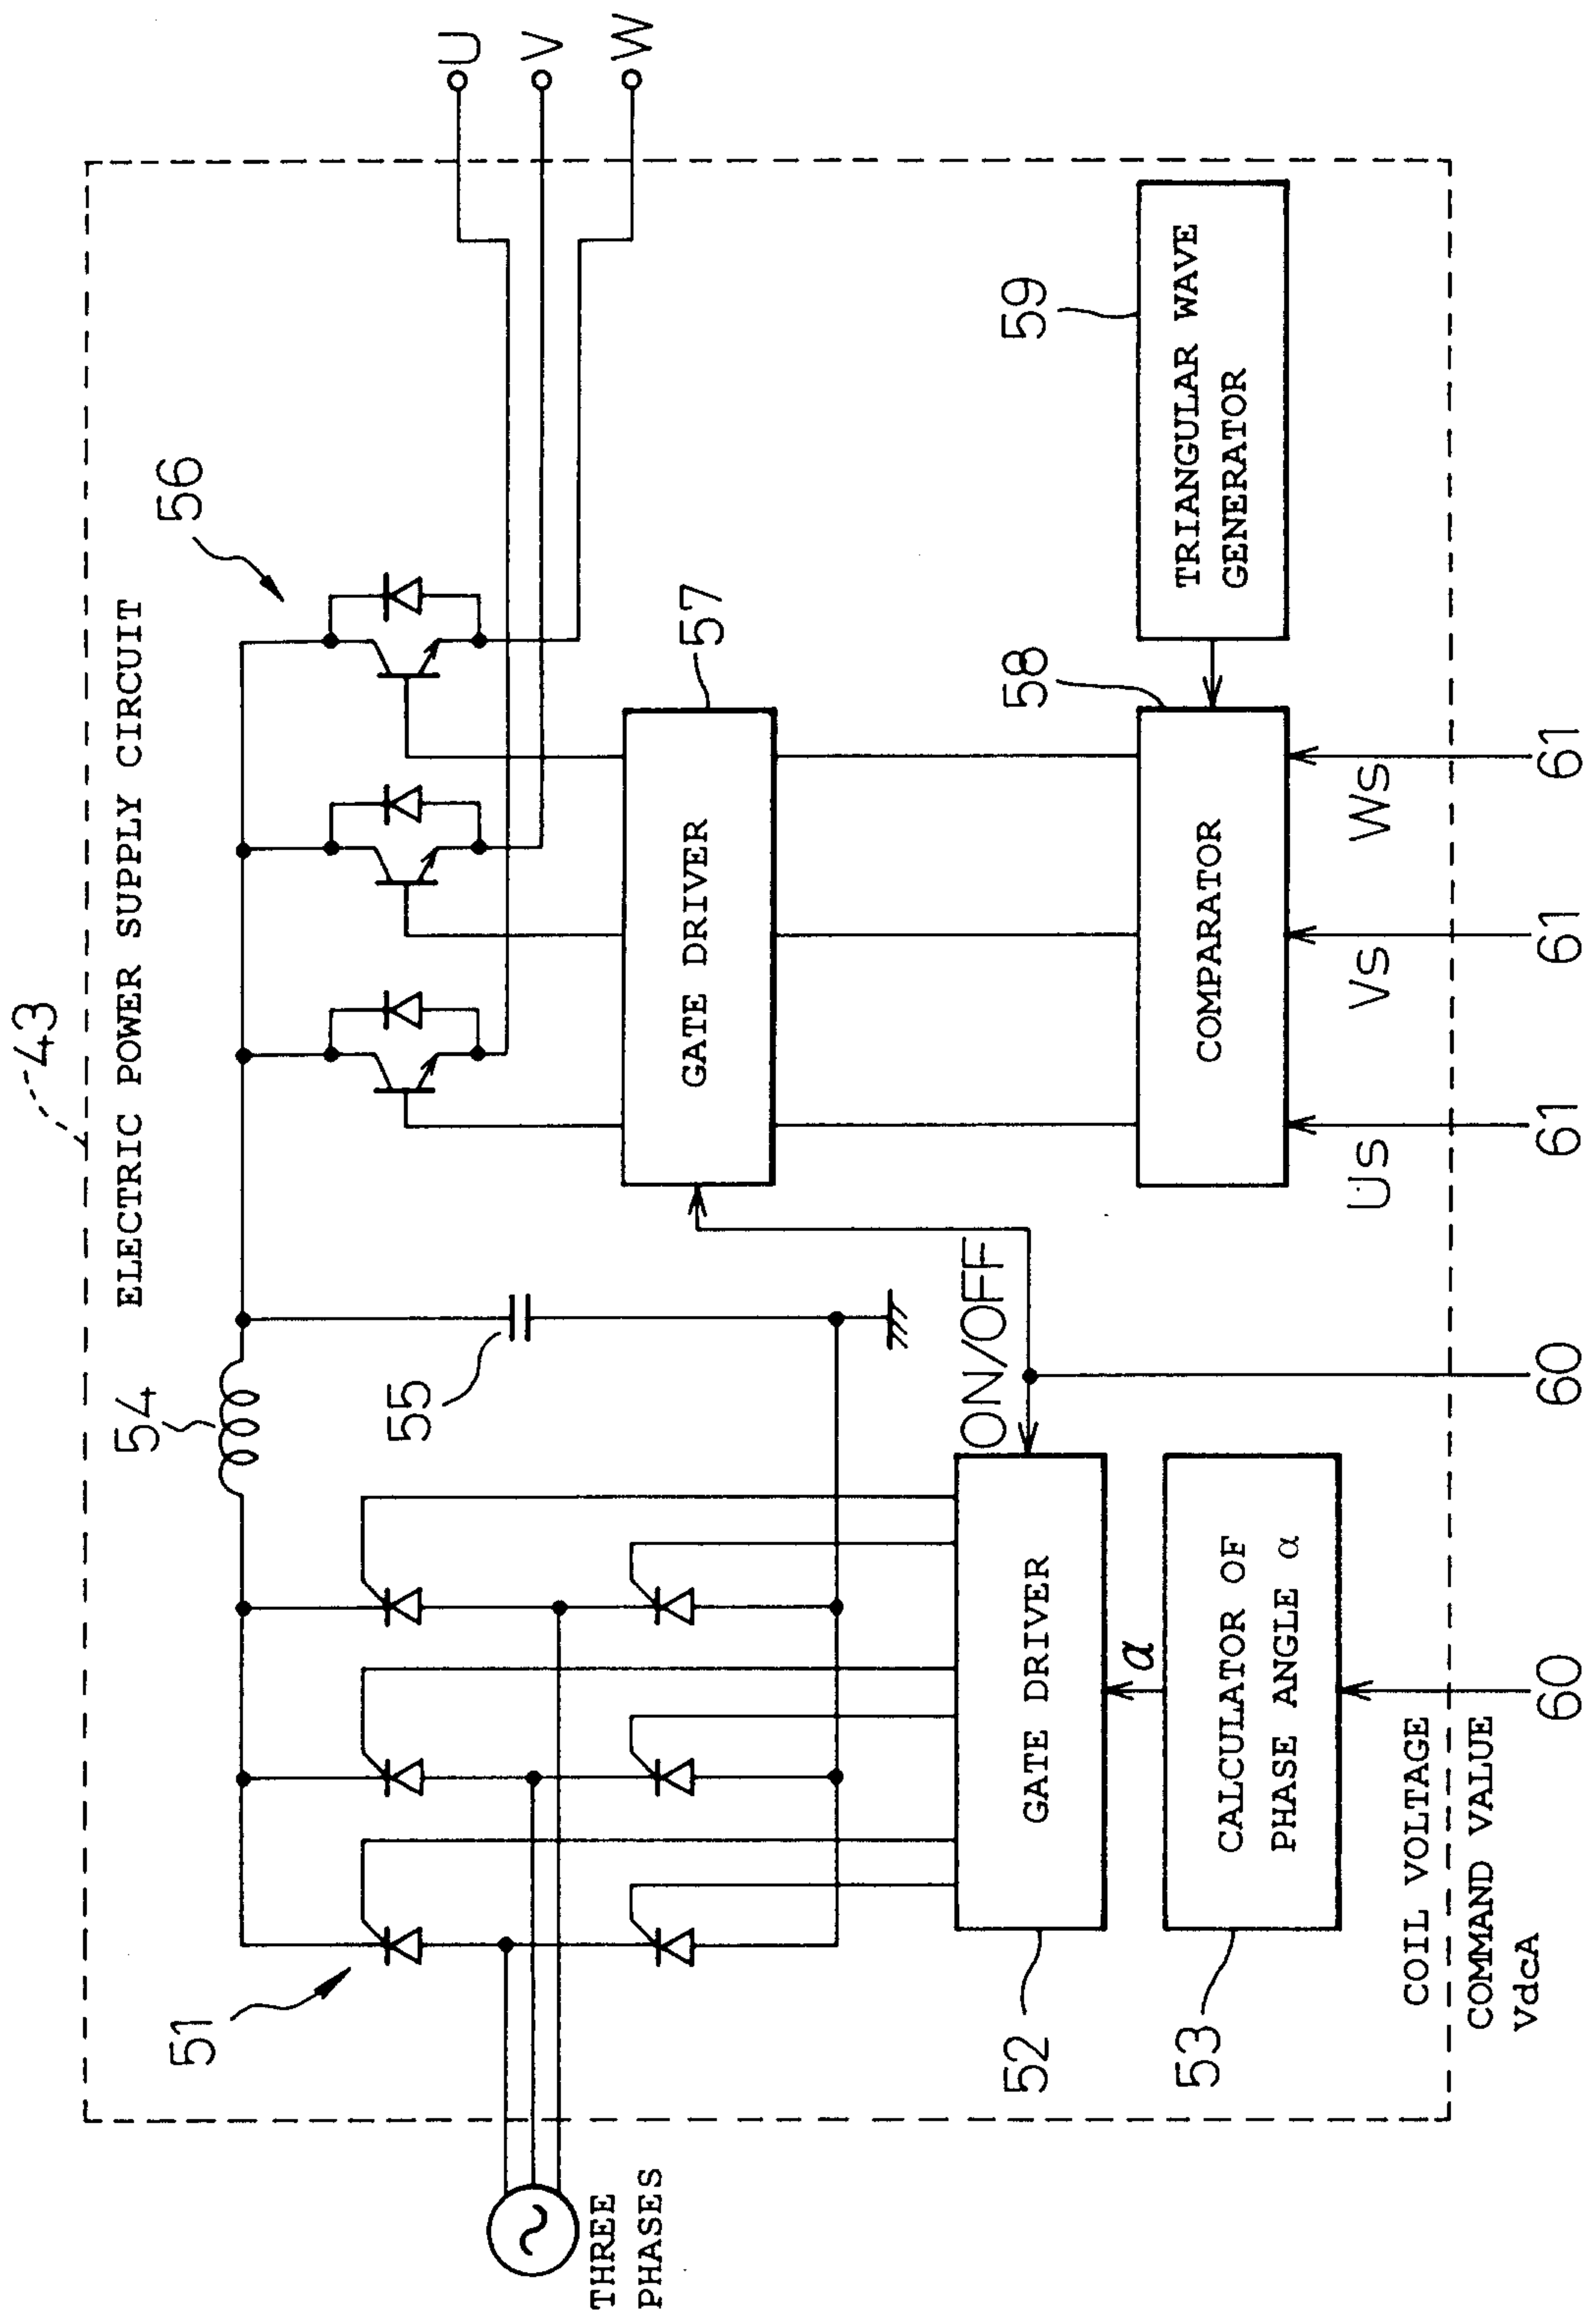 43
ELECTRIC POWER SUPPLY CIRCUIT
54
56
U
V
W
51
55
57
THREE
PHASES
GATE DRIVER
ON/OFF
58
59
52
GATE DRIVER
α
53
CALCULATOR OF
PHASE ANGLE α
COMPARATOR
TRIANGULAR WAVE
GENERATOR
Us
Vs
Ws
COIL VOLTAGE
COMMAND VALUE
VdcA
60
60
61
61
61